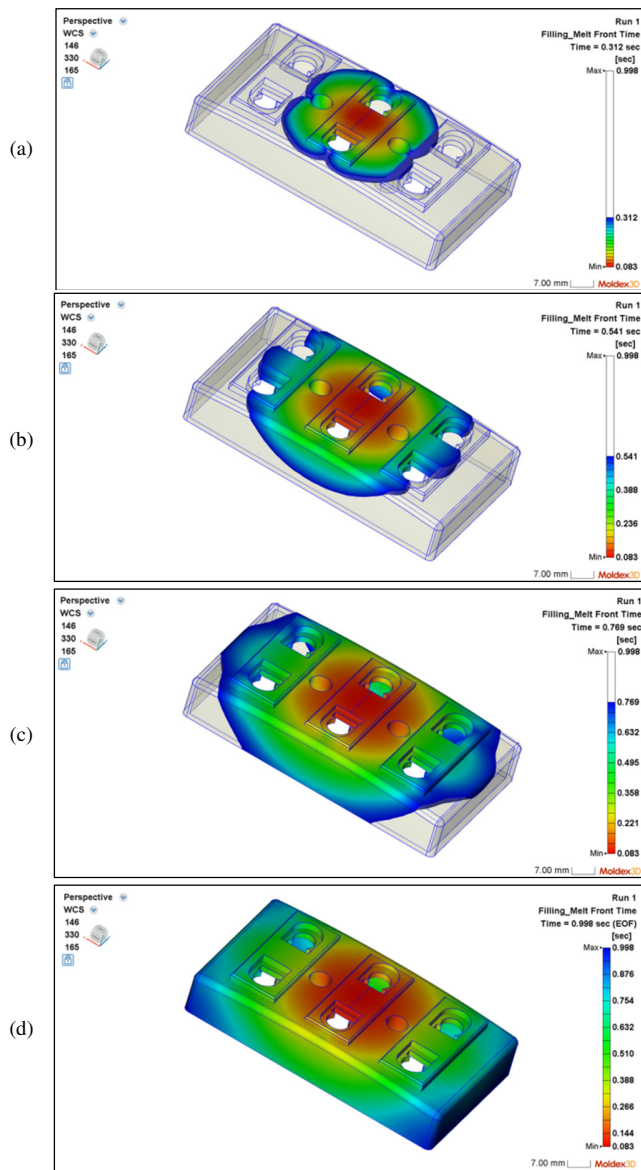 (a)
Perspective
WCS
146
330
165
Run 1
Filling_Melt Front Time
Time = 0.312 sec
[sec]
Max 0.998
0.312
Min 0.083
7.00 mm Moldex3D
(b)
Perspective
WCS
146
330
165
Run 1
Filling_Melt Front Time
Time = 0.541 sec
[sec]
Max 0.998
0.541
0.388
0.236
Min 0.083
7.00 mm Moldex3D
(c)
Perspective
WCS
146
330
165
Run 1
Filling_Melt Front Time
Time = 0.769 sec
[sec]
Max 0.998
0.769
0.632
0.495
0.358
0.221
Min 0.083
7.00 mm Moldex3D
(d)
Perspective
WCS
146
330
165
Run 1
Filling_Melt Front Time
Time = 0.998 sec (EOF)
[sec]
Max 0.998
0.876
0.754
0.632
0.510
0.388
0.266
0.144
Min 0.083
7.00 mm Moldex3D